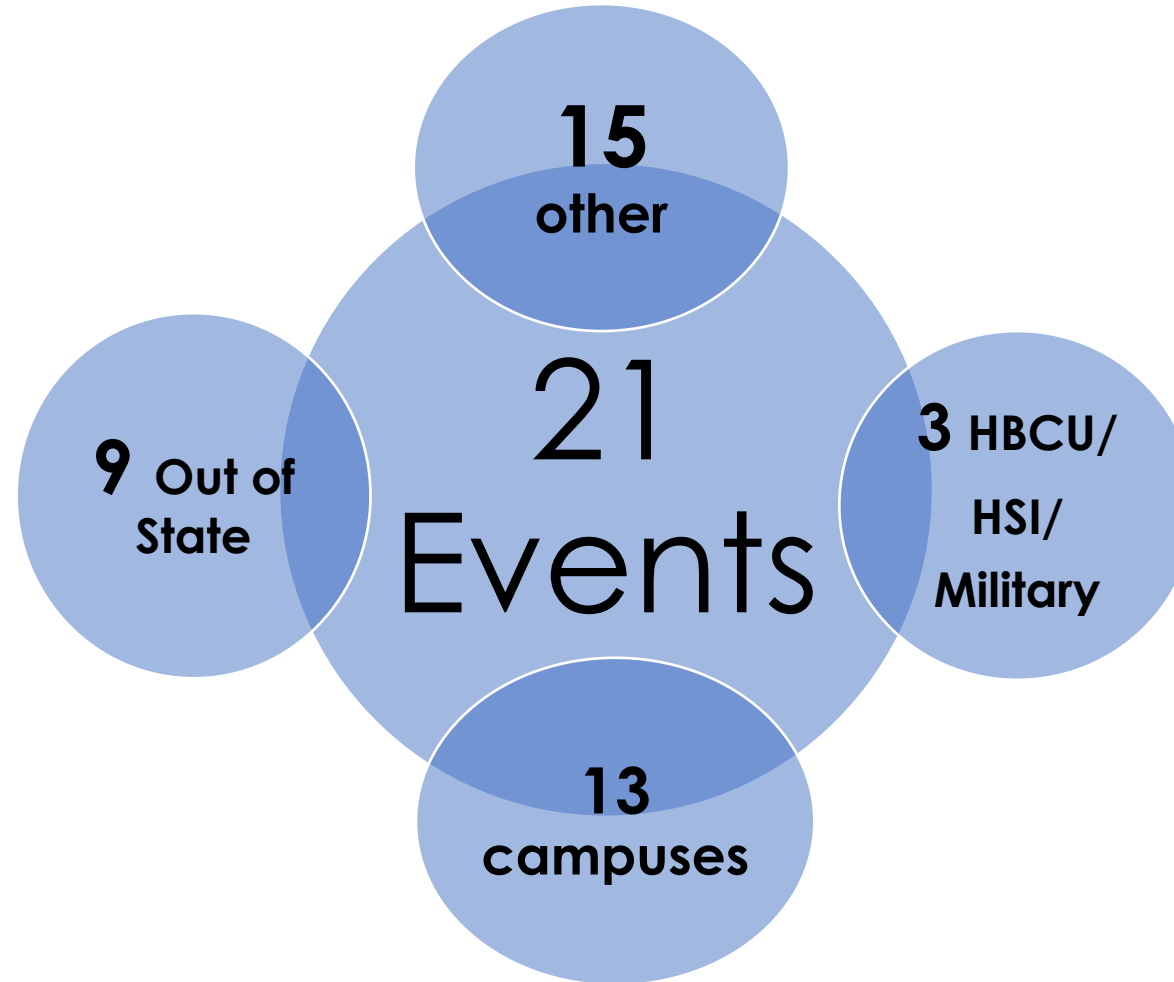 15
other
21
Events
9 Out of
State
3 HBCU/
HSI/
Military
13
campuses